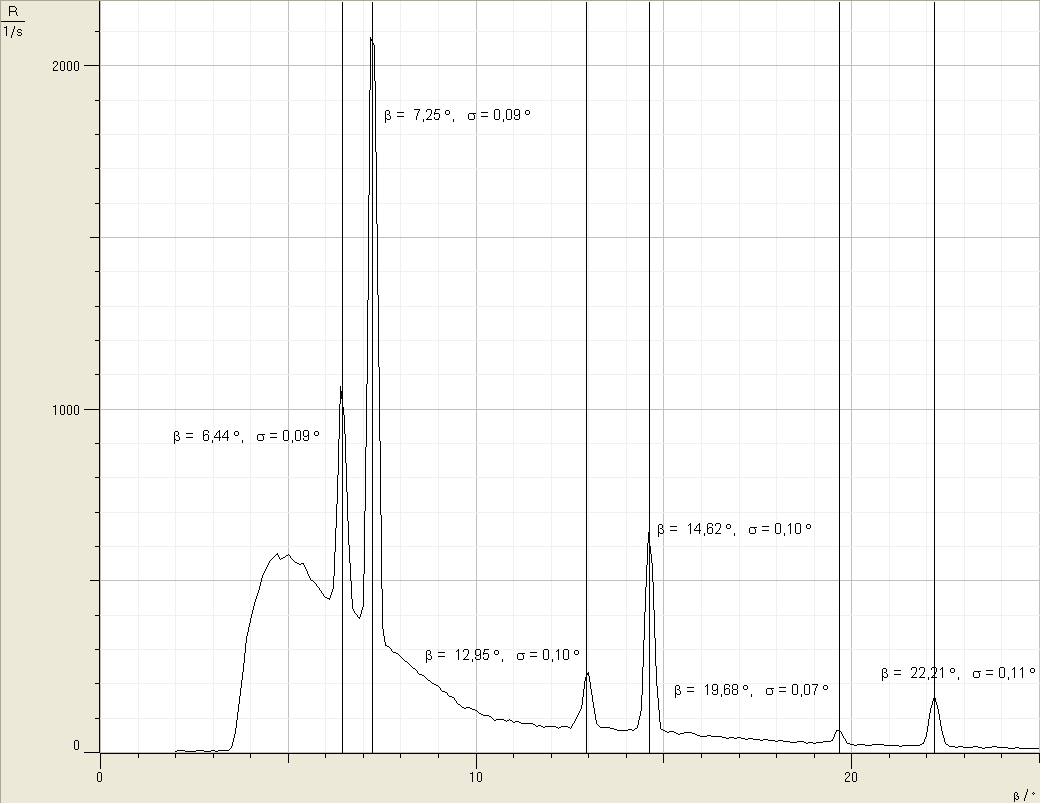 R
1/s
2000
β = 7,25 °, σ = 0,09 °
1000
β = 6,44 °, σ = 0,09 °
β = 14,62 °, σ = 0,10 °
β = 12,95 °, σ = 0,10 °
β = 22,21 °, σ = 0,11 °
β = 19,68 °, σ = 0,07 °
0
0 10 20
β / °